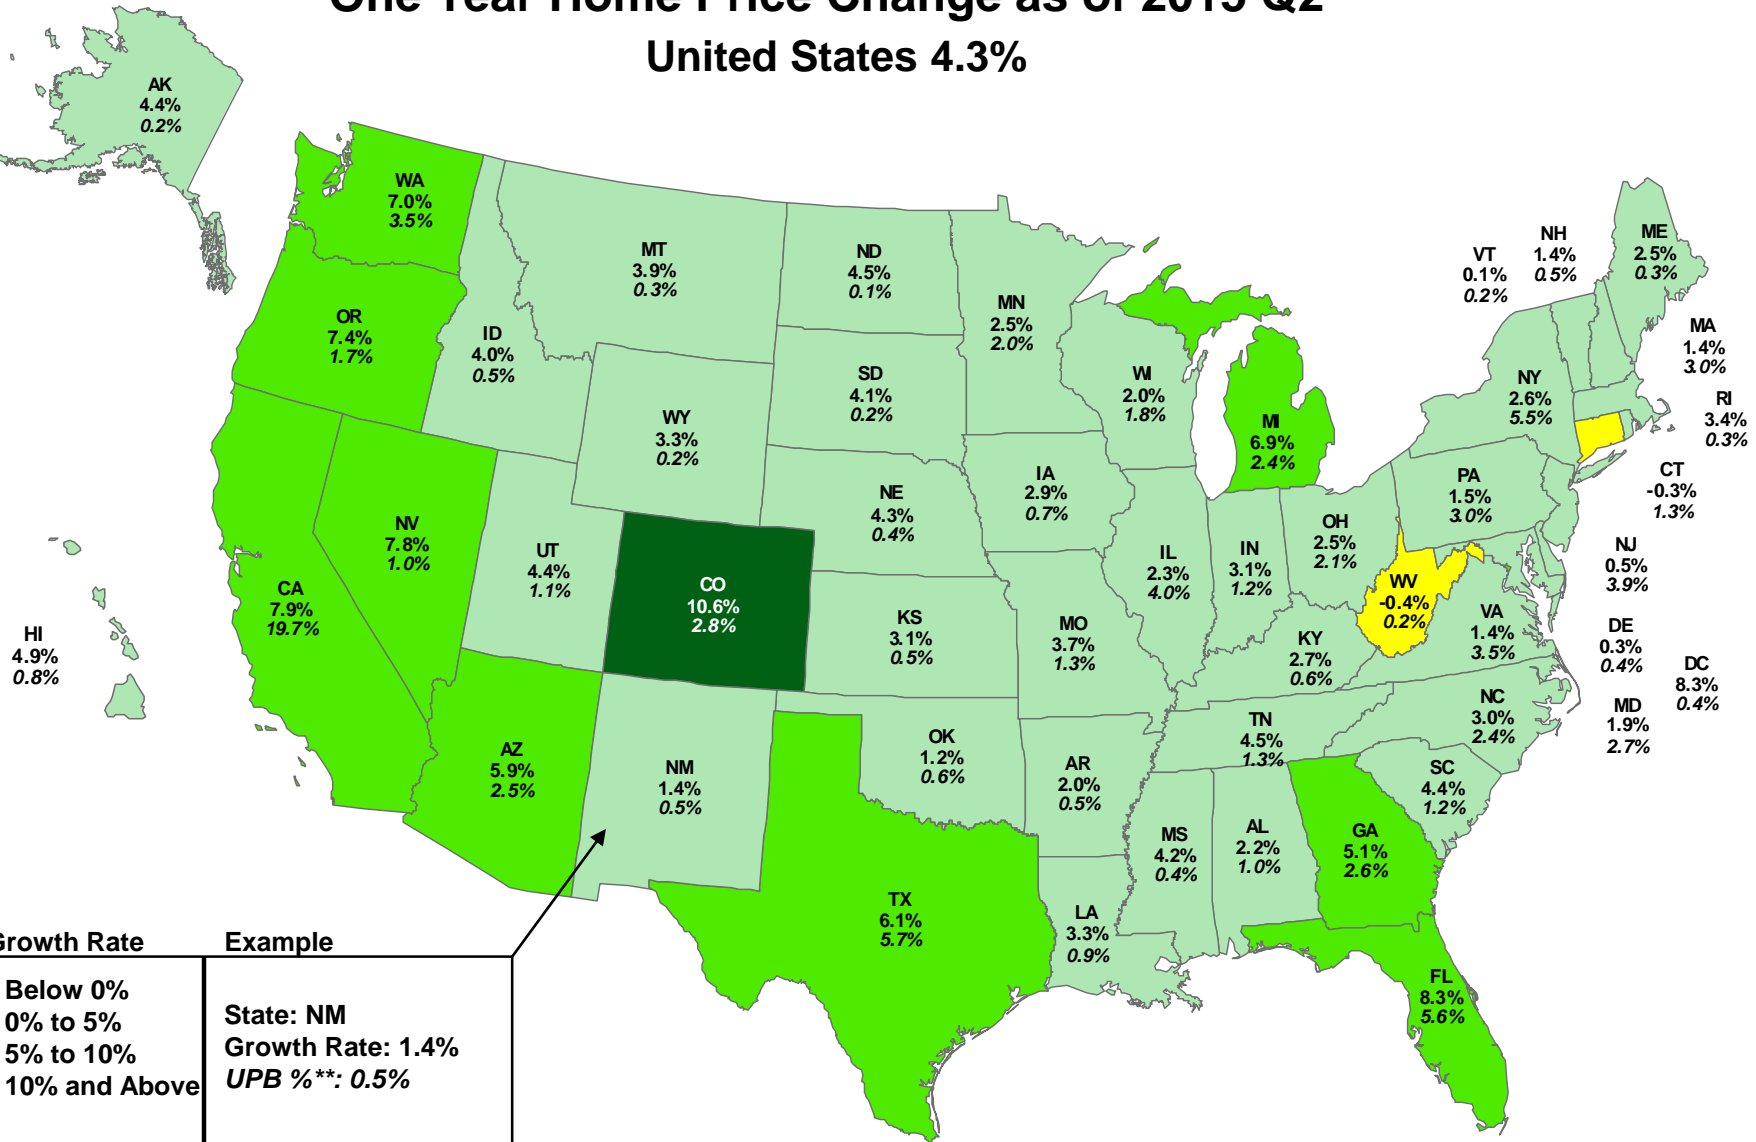 One Year Home Price Change as of 2015 Q2
United States 4.3%
AK
4.4%
0.2%
WA
7.0%
3.5%
MT
3.9%
0.3%
ND
4.5%
0.1%
MN
2.5%
2.0%
VT
0.1%
0.2%
NH
1.4%
0.5%
ME
2.5%
0.3%
OR
7.4%
1.7%
ID
4.0%
0.5%
SD
4.1%
0.2%
WI
2.0%
1.8%
MI
6.9%
2.4%
NY
2.6%
5.5%
MA
1.4%
3.0%
RI
3.4%
0.3%
WY
3.3%
0.2%
CT
-0.3%
1.3%
NV
7.8%
1.0%
UT
4.4%
1.1%
NE
4.3%
0.4%
IA
2.9%
0.7%
PA
1.5%
3.0%
OH
2.5%
2.1%
IL
2.3%
4.0%
IN
3.1%
1.2%
NJ
0.5%
3.9%
CA
7.9%
19.7%
CO
10.6%
2.8%
KS
3.1%
0.5%
MO
3.7%
1.3%
WV
-0.4%
0.2%
VA
1.4%
3.5%
KY
2.7%
0.6%
DE
0.3%
0.4%
DC
8.3%
0.4%
MD
1.9%
2.7%
HI
4.9%
0.8%
NC
3.0%
2.4%
TN
4.5%
1.3%
AZ
5.9%
2.5%
NM
1.4%
0.5%
OK
1.2%
0.6%
AR
2.0%
0.5%
SC
4.4%
1.2%
MS
4.2%
0.4%
AL
2.2%
1.0%
GA
5.1%
2.6%
TX
6.1%
5.7%
LA
3.3%
0.9%
FL
8.3%
5.6%
Growth Rate
Below 0%
0% to 5%
5% to 10%
10% and Above
Example
State: NM
Growth Rate: 1.4%
UPB %**: 0.5%